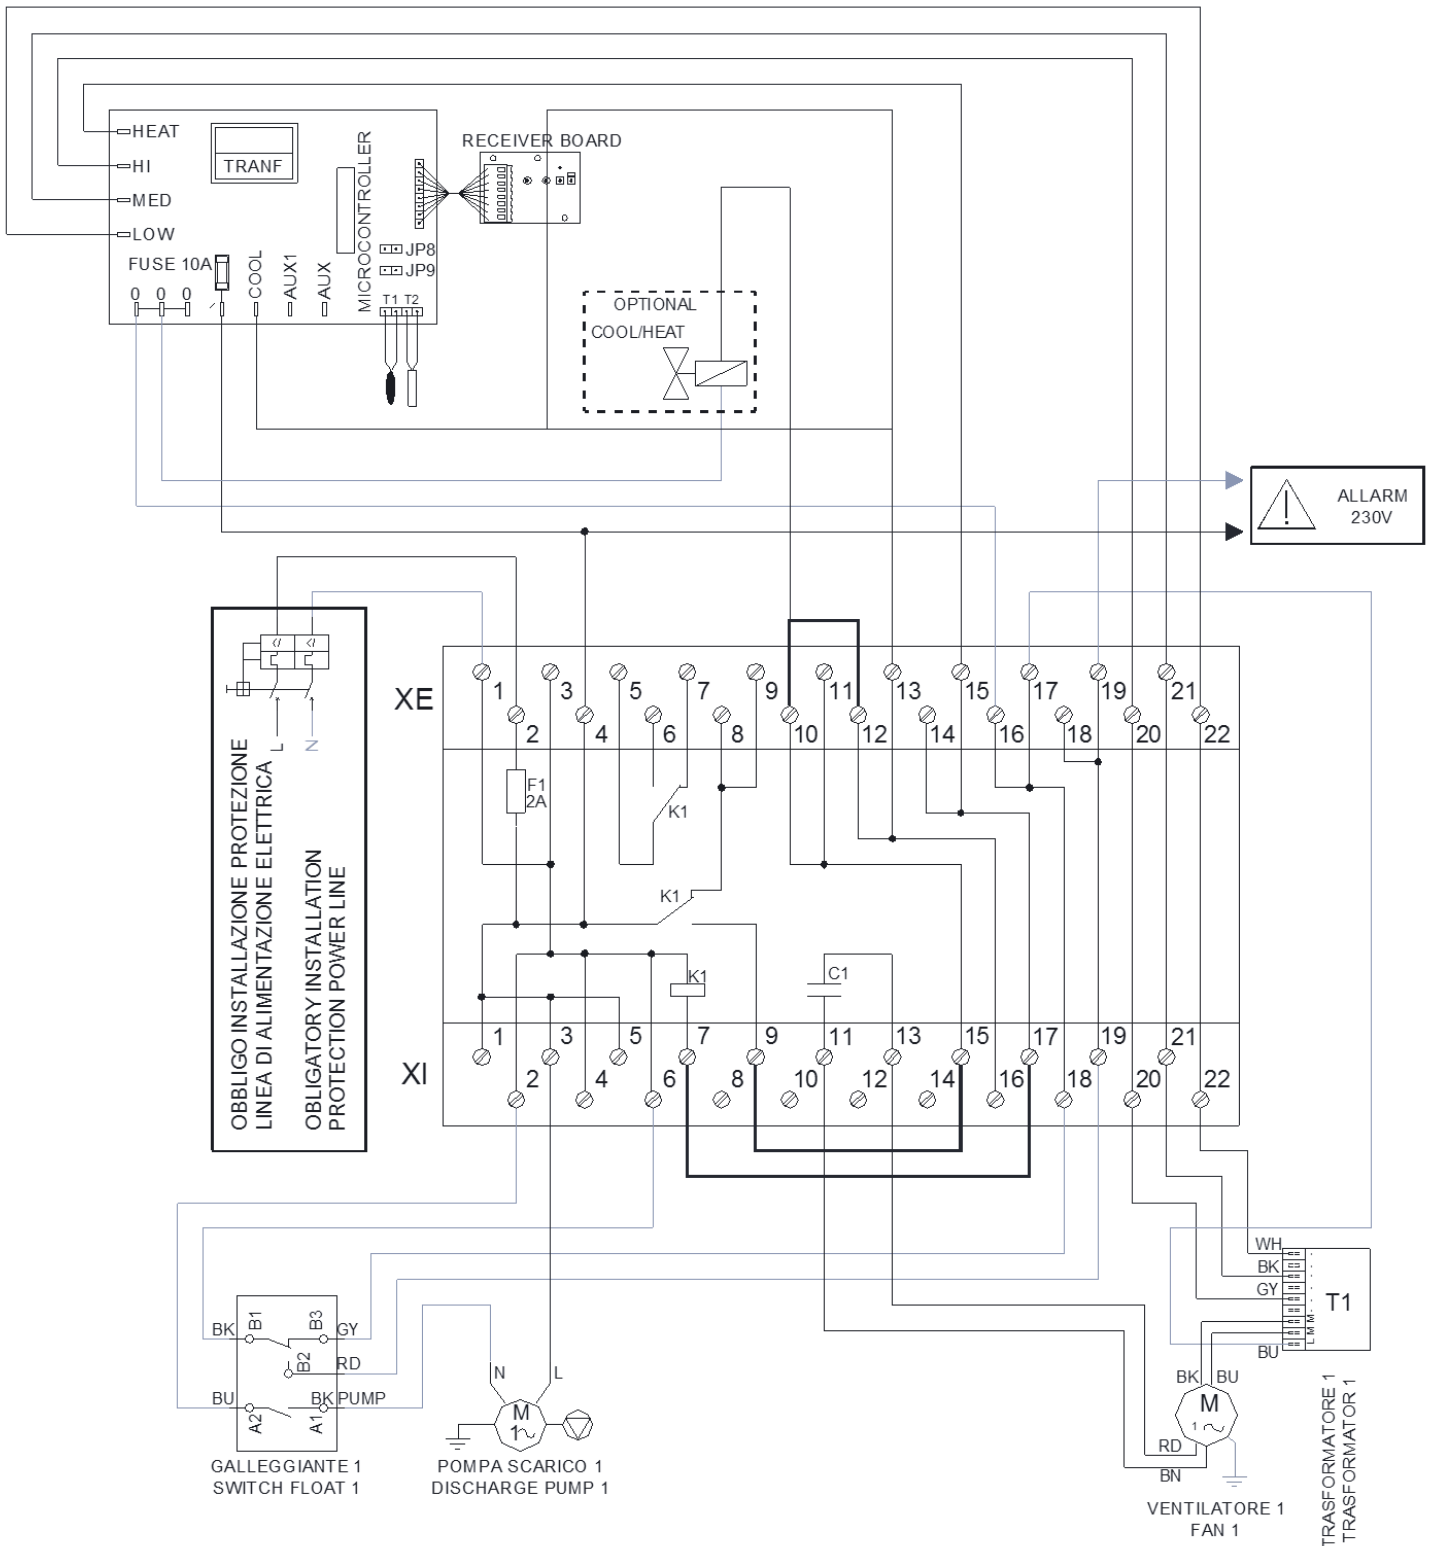 HEAT
HI
MED
LOW
TRANF
MICROCONTROLLER
RECEIVER BOARD
JP8
JP9
FUSE 10A
0 0 0
COOL
AUX1
AUX
T1 T2
OPTIONAL
COOL/HEAT
ALLARM
230V
L
N
OBBLIGO INSTALLAZIONE PROTEZIONE
LINEA DI ALIMENTAZIONE ELETTRICA
OBLIGATORY INSTALLATION
PROTECTION POWER LINE
XE
1 3 5 7 9 11 13 15 17 19 21
2 4 6 8 10 12 14 16 18 20 22
F1
2A
K1
K1
K1
C1
XI
1 3 5 7 9 11 13 15 17 19 21
2 4 6 8 10 12 14 16 18 20 22
BK B1 B3 GY
B2 RD
BU A2 A1 BK PUMP
GALLEGGIANTE 1
SWITCH FLOAT 1
N L
M
1
POMPA SCARICO 1
DISCHARGE PUMP 1
WH
BK
GY
BU
L M M
T1
BK BU
M
1
RD
BN
VENTILATORE 1
FAN 1
TRASFORMATORE 1
TRASFORMATOR 1